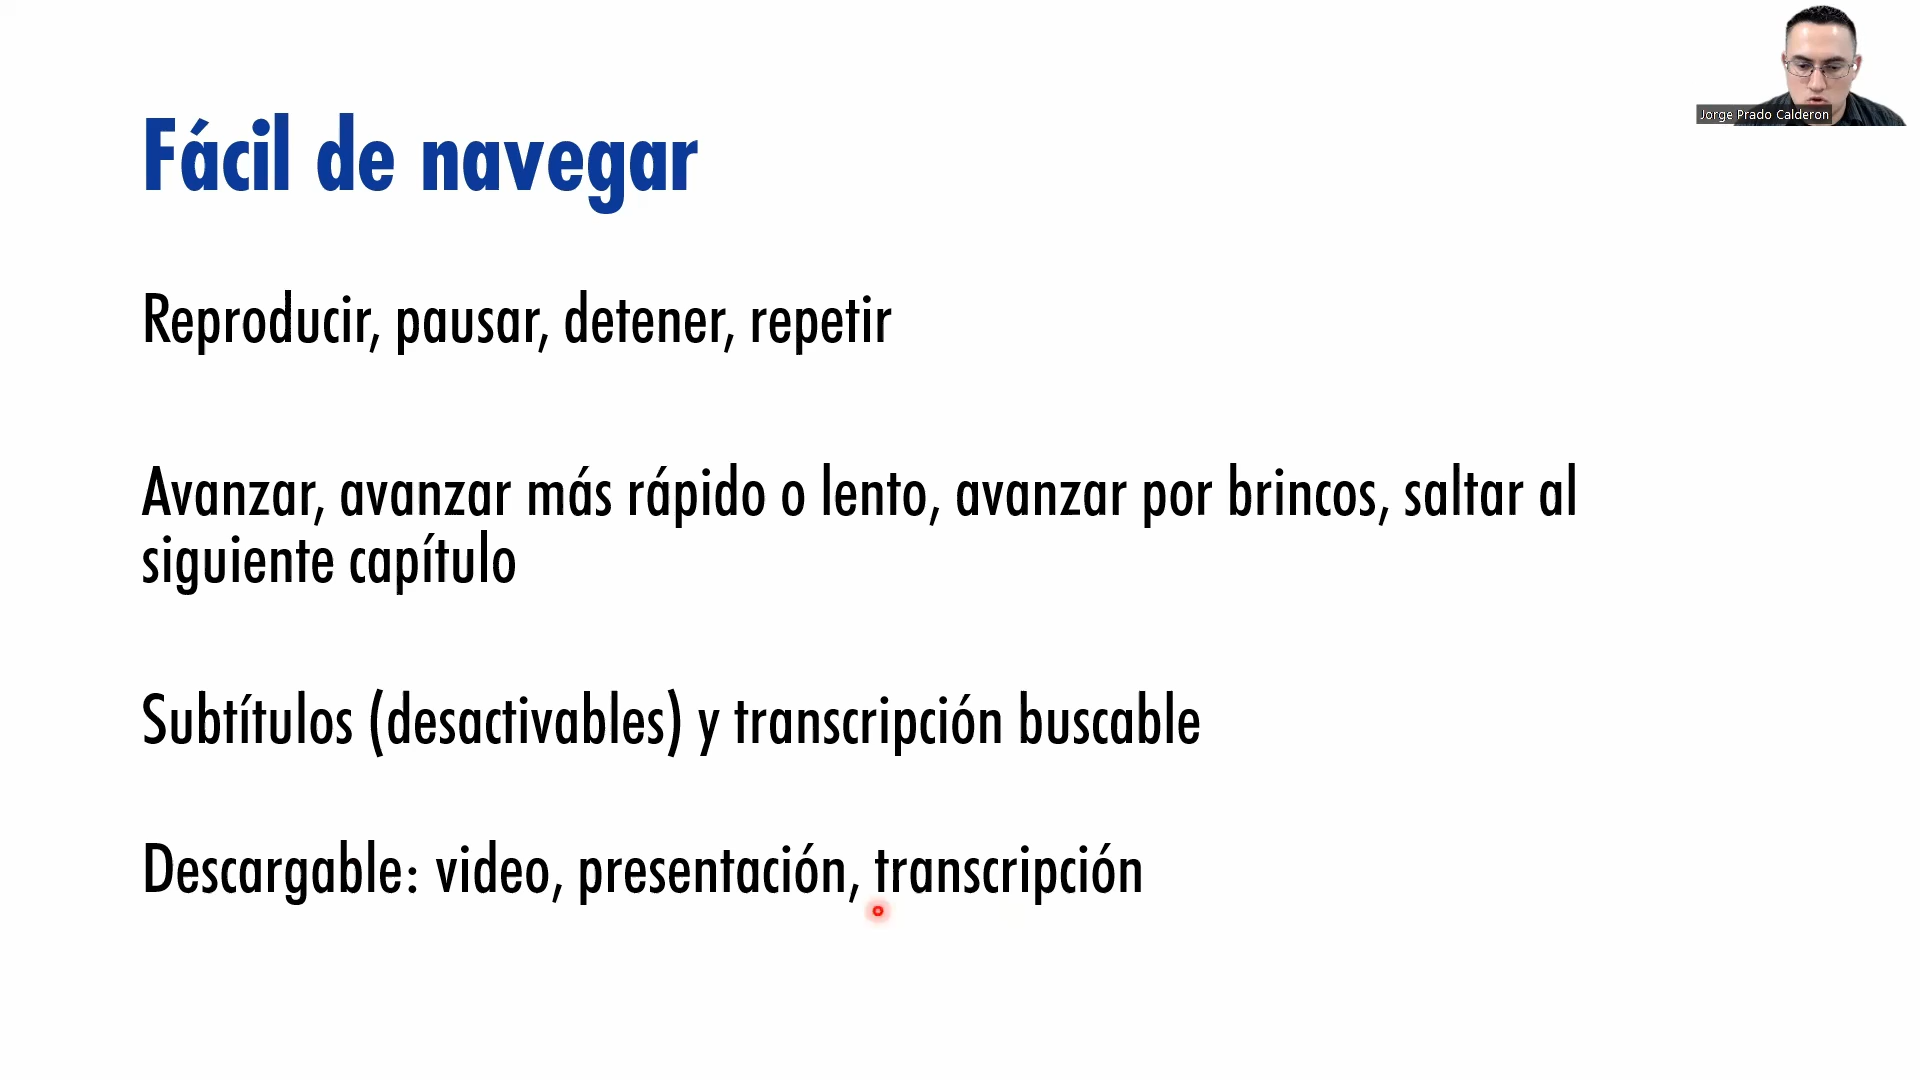 Fácil de navegar
Jorge Prado Calderon
Reproducir, pausar, detener, repetir
Avanzar, avanzar más rápido o lento, avanzar por brincos, saltar al
siguiente capítulo
Subtítulos (desactivables) y transcripción buscable
Descargable: video, presentación, transcripción